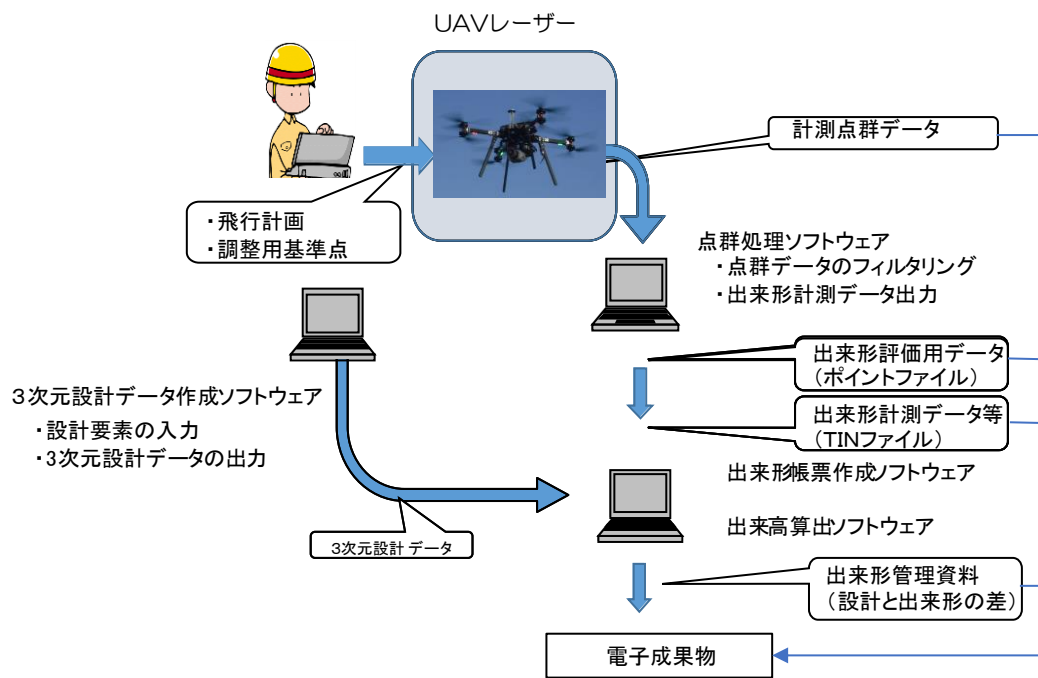 UAVレーザー
計測点群データ
・飛行計画
・調整用基準点
点群処理ソフトウェア
・点群データのフィルタリング
・出来形計測データ出力
出来形評価用データ
（ポイントファイル）
3次元設計データ作成ソフトウェア
・設計要素の入力
・3次元設計データの出力
出来形計測データ等
（TINファイル）
出来形帳票作成ソフトウェア
出来高算出ソフトウェア
3次元設計データ
出来形管理資料
（設計と出来形の差）
電子成果物